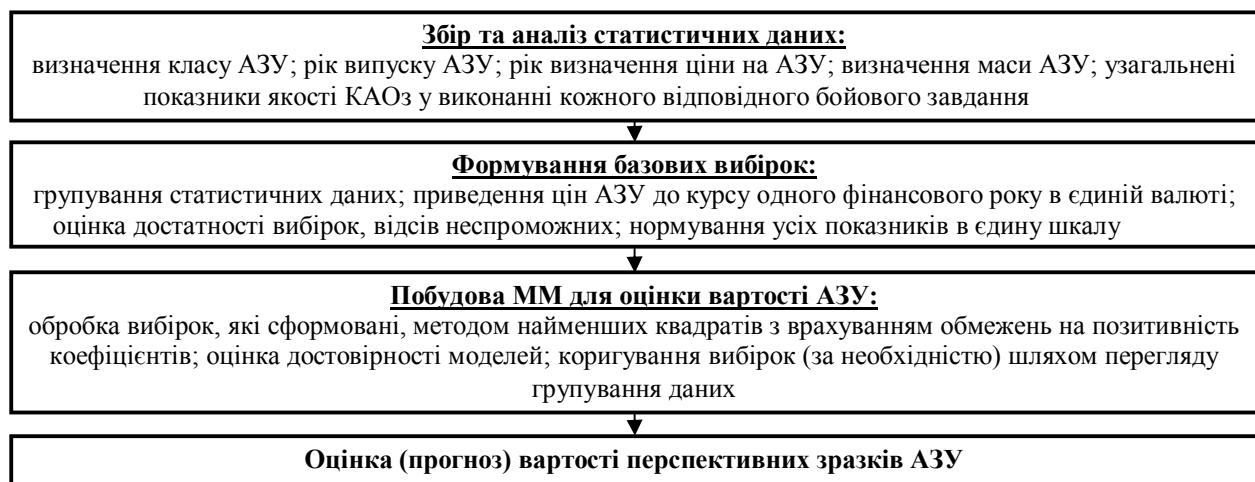 Збір та аналіз статистичних даних:
визначення класу АЗУ; рік випуску АЗУ; рік визначення ціни на АЗУ; визначення маси АЗУ; узагальнені
показники якості КАОз у виконанні кожного відповідного бойового завдання
Формування базових вибірок:
групування статистичних даних; приведення цін АЗУ до курсу одного фінансового року в єдиній валюті;
оцінка достатності вибірок, відсів неспроможних; нормування усіх показників в єдину шкалу
Побудова ММ для оцінки вартості АЗУ:
обробка вибірок, які сформовані, методом найменших квадратів з врахуванням обмежень на позитивність
коефіцієнтів; оцінка достовірності моделей; коригування вибірок (за необхідністю) шляхом перегляду
групування даних
Оцінка (прогноз) вартості перспективних зразків АЗУ